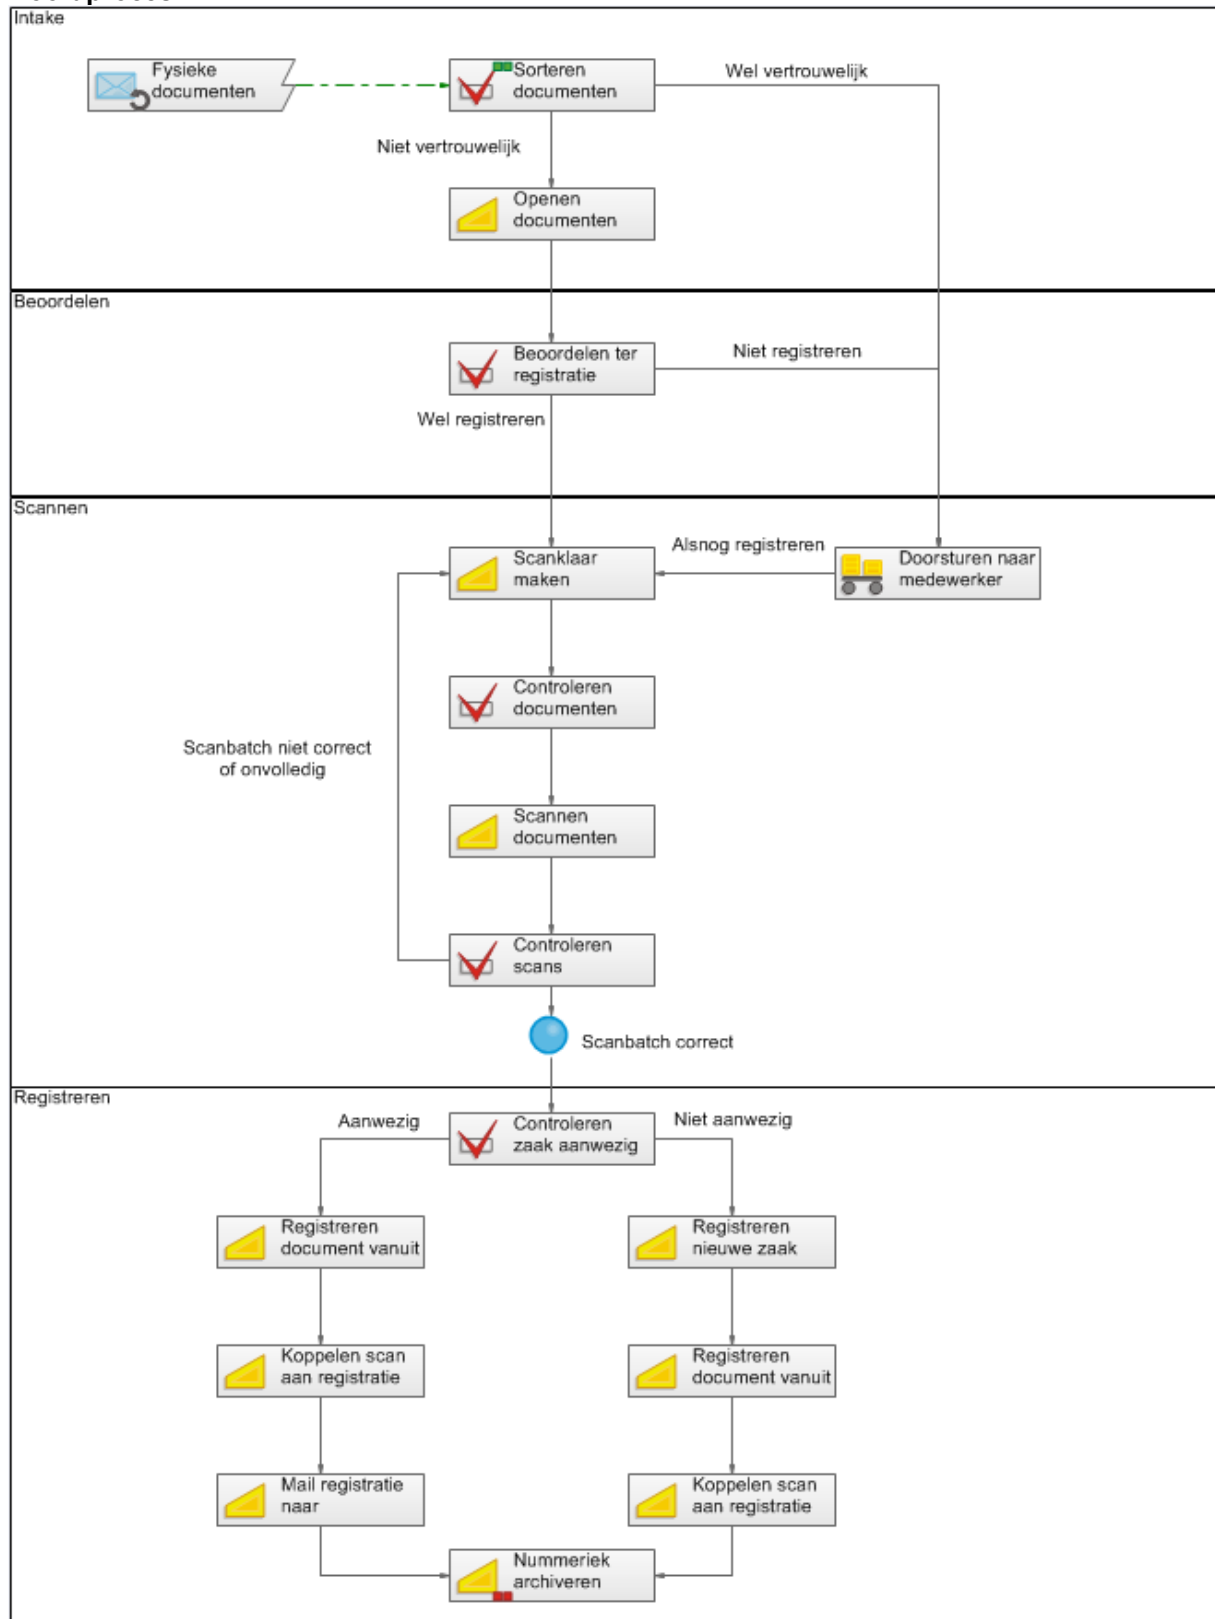 Intake
Fysieke
documenten
Sorteren
documenten
Wel vertrouwelijk
Niet vertrouwelijk
Openen
documenten
Beoordelen
Beoordelen ter
registratie
Niet registreren
Wel registreren
Scannen
Scanklaar
maken
Alsnog registreren
Doorsturen naar
medewerker
Controleren
documenten
Scanbatch niet correct
of onvolledig
Scannen
documenten
Controleren
scans
Scanbatch correct
Registreren
Aanwezig
Controleren
zaak aanwezig
Niet aanwezig
Registreren
document vanuit
Registreren
nieuwe zaak
Koppelen scan
aan registratie
Registreren
document vanuit
Mail registratie
naar
Koppelen scan
aan registratie
Nummeriek
archiveren